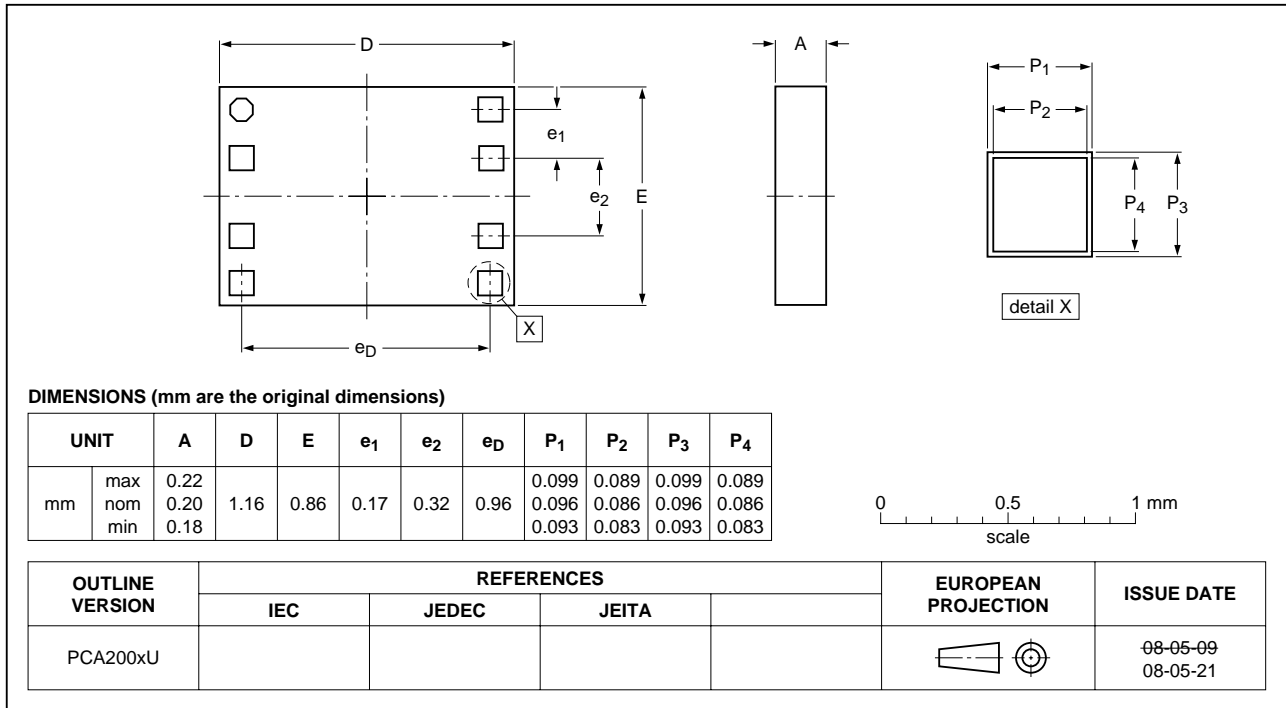 D
A
P1
P2
e1
e2
E
P4
P3
X
eD
detail X
DIMENSIONS (mm are the original dimensions)
UNIT A D E e1 e2 eD P1 P2 P3 P4
mm
max 0.22 0.099 0.089 0.099 0.089
nom 0.20 1.16 0.86 0.17 0.32 0.96 0.096 0.086 0.096 0.086
min 0.18 0.093 0.083 0.093 0.083
0 0.5 1 mm
scale
OUTLINE VERSION
REFERENCES
IEC JEDEC JEITA
EUROPEAN PROJECTION
ISSUE DATE
PCA200xU
08-05-09
08-05-21